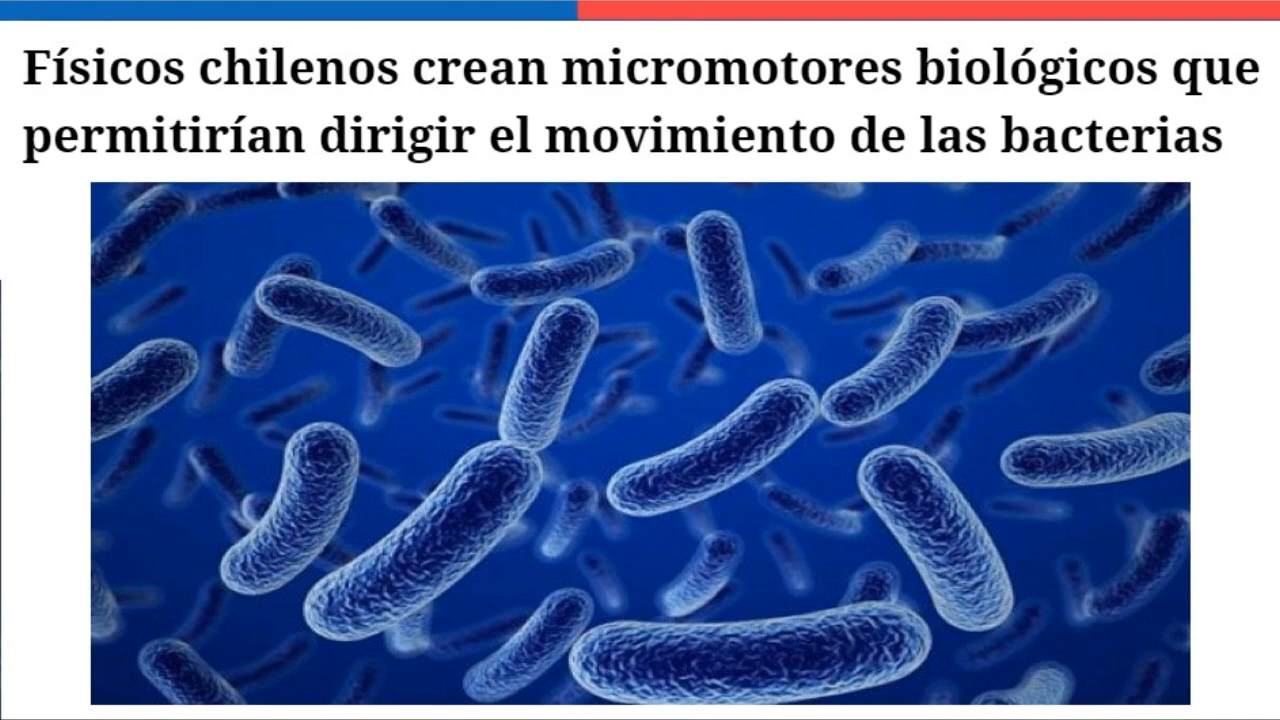 Físicos chilenos crean micromotores biológicos que
permitirían dirigir el movimiento de las bacterias